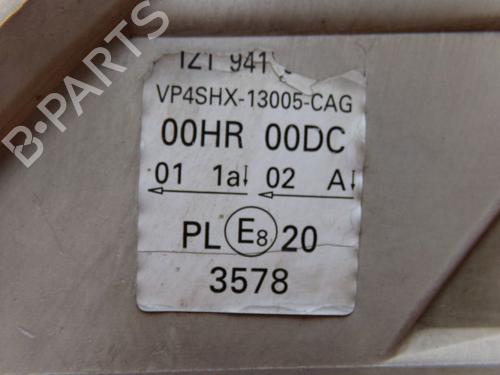 B-PARTS
1Z1 941
VP4SHX-13005-CAG
00HR 00DC
01 1a↓ 02 A↓
PL E8 20
3578